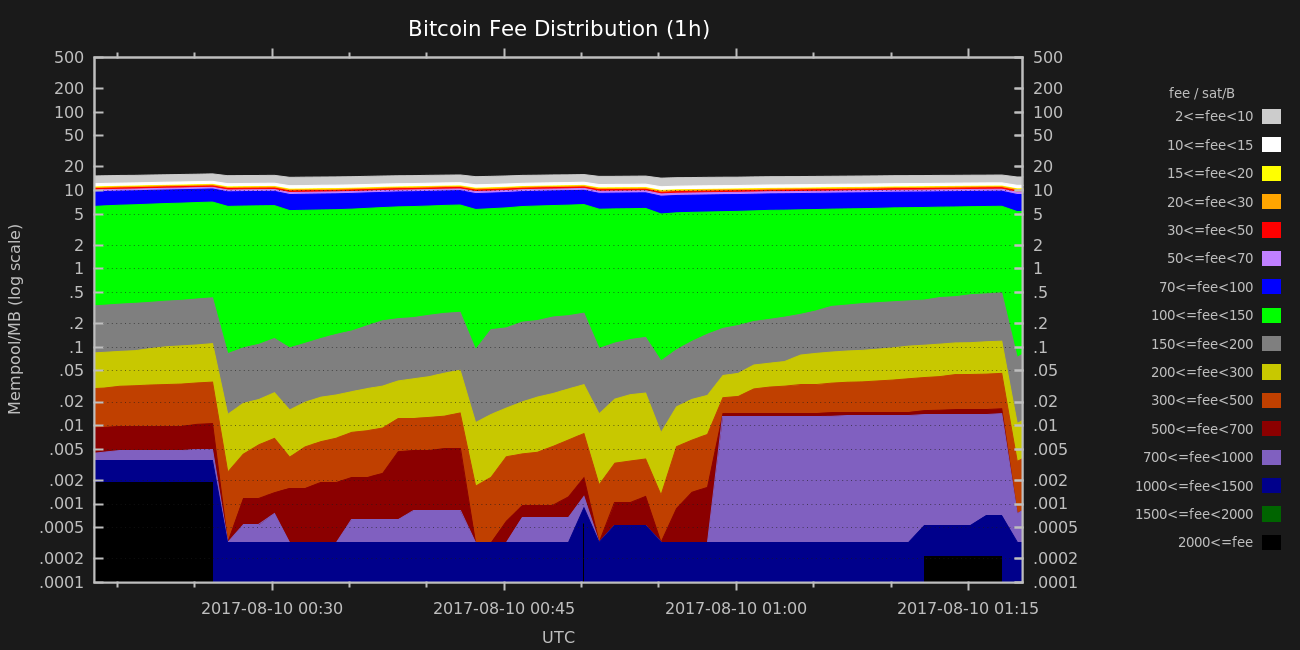 Bitcoin Fee Distribution (1h)
500
200
100
50
20
10
5
2
1
.5
.2
.1
.05
.02
.01
.005
.002
.001
.0005
.0002
.0001
Mempool/MB (log scale)
500
200
100
50
20
10
5
2
1
.5
.2
.1
.05
.02
.01
.005
.002
.001
.0005
.0002
.0001
2017-08-10 00:30
2017-08-10 00:45
2017-08-10 01:00
2017-08-10 01:15
UTC
fee / sat/B
2<=fee<10
10<=fee<15
15<=fee<20
20<=fee<30
30<=fee<50
50<=fee<70
70<=fee<100
100<=fee<150
150<=fee<200
200<=fee<300
300<=fee<500
500<=fee<700
700<=fee<1000
1000<=fee<1500
1500<=fee<2000
2000<=fee